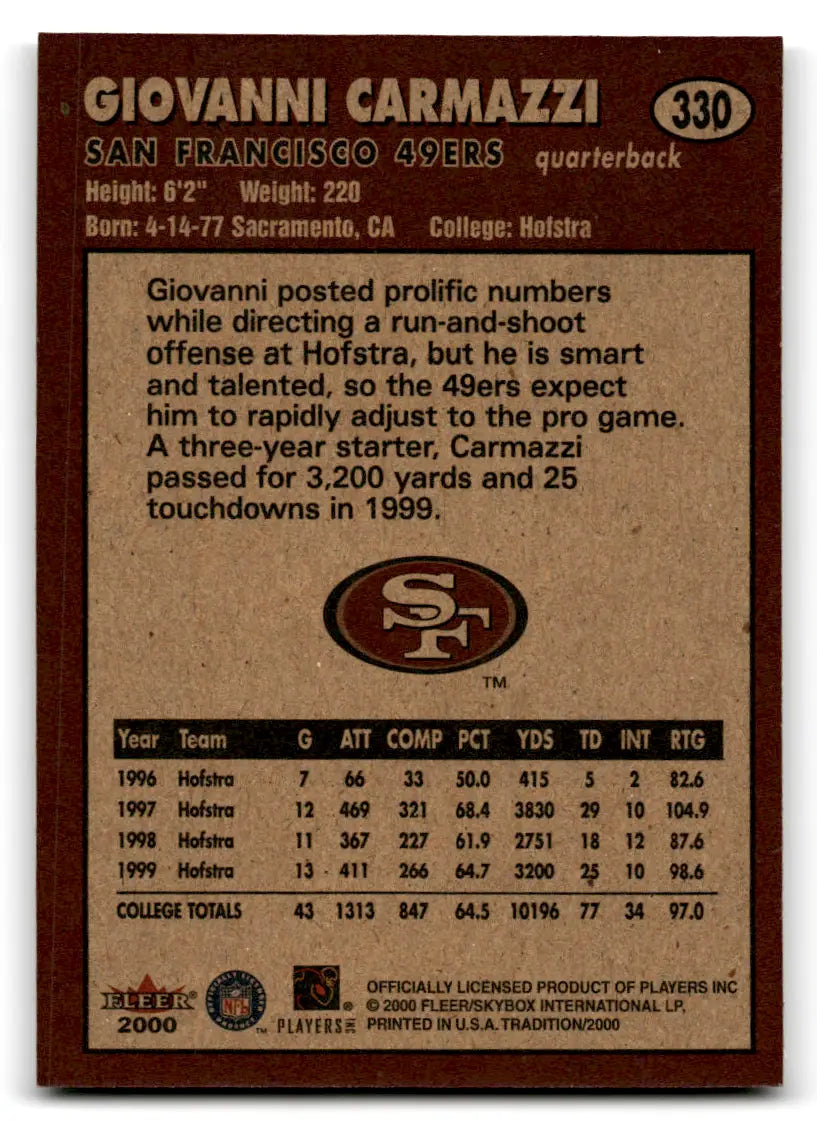 GIOVANNI CARMAZZI 330
SAN FRANCISCO 49ERS quarterback
Height: 6'2" Weight: 220
Born: 4-14-77 Sacramento, CA College: Hofstra
Giovanni posted prolific numbers
while directing a run-and-shoot
offense at Hofstra, but he is smart
and talented, so the 49ers expect
him to rapidly adjust to the pro game.
A three-year starter, Carmazzi
passed for 3,200 yards and 25
touchdowns in 1999.
SF
TM
Year Team G ATT COMP PCT YDS TD INT RTG
1996 Hofstra 7 66 33 50.0 415 5 2 82.6
1997 Hofstra 12 469 321 68.4 3830 29 10 104.9
1998 Hofstra 11 367 227 61.9 2751 18 12 87.6
1999 Hofstra 13 411 266 64.7 3200 25 10 98.6
COLLEGE TOTALS 43 1313 847 64.5 10196 77 34 97.0
FLEER®
2000
NFL
TM
®
PLAYERS INC
OFFICIALLY LICENSED PRODUCT OF PLAYERS INC
© 2000 FLEER/SKYBOX INTERNATIONAL LP,
PRINTED IN U.S.A. TRADITION/2000